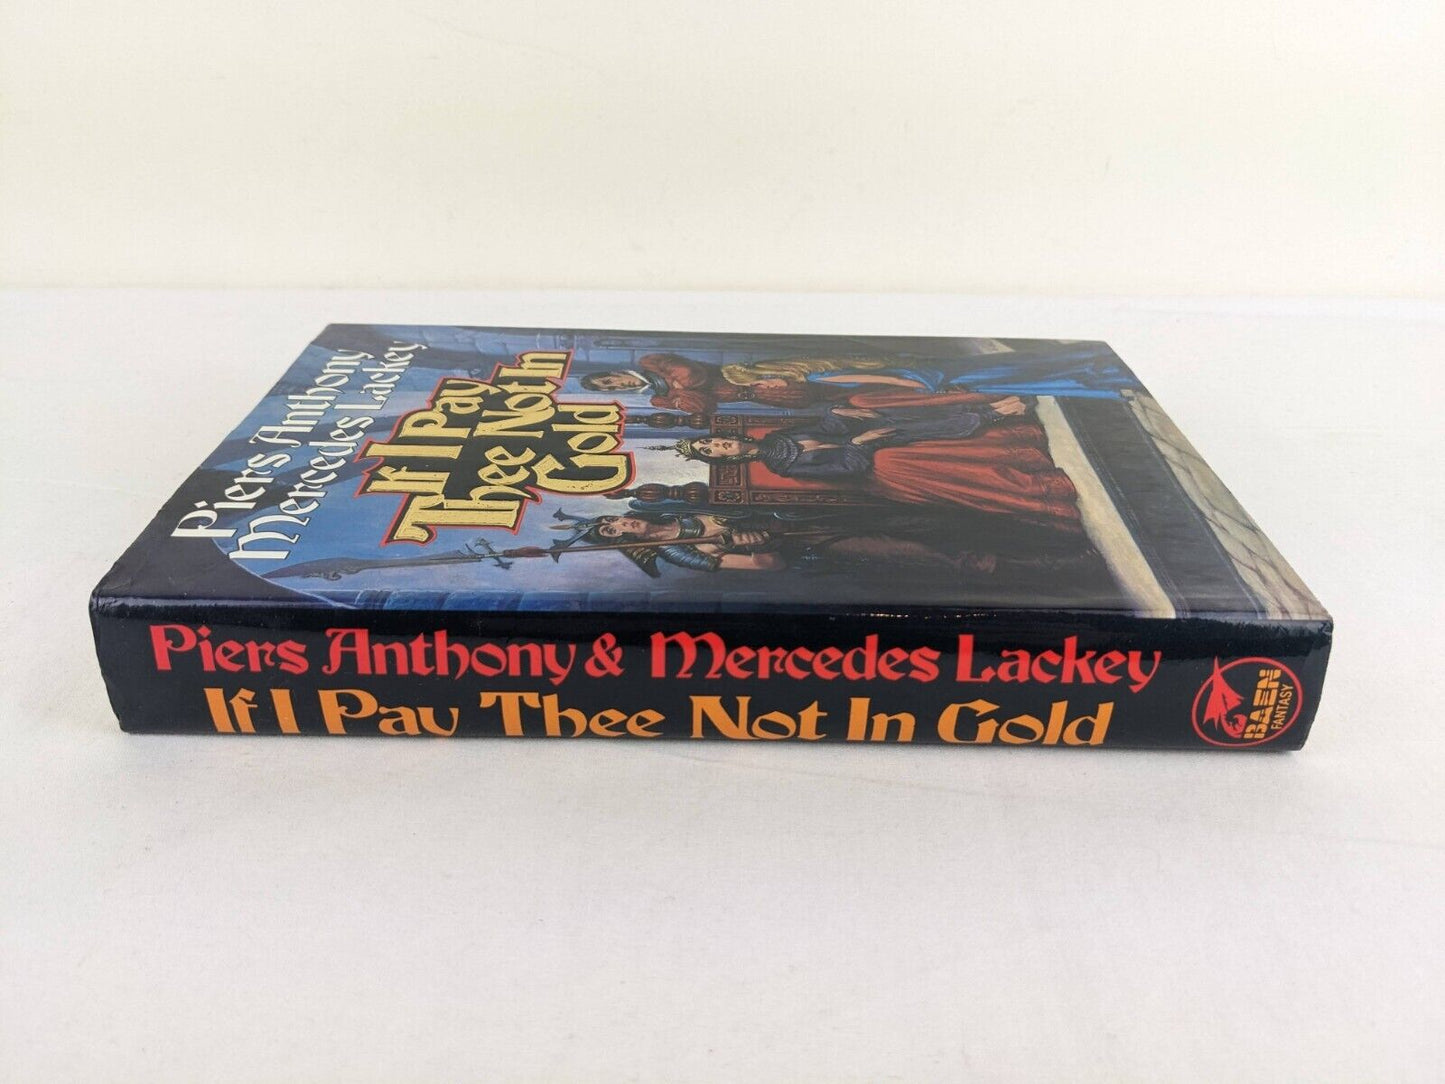 Piers Anthony
Mercedes Lackey
If I Pay
Thee Not In
Gold
Piers Anthony & Mercedes Lackey
If I Pay Thee Not In Gold
BAEN
FANTASY